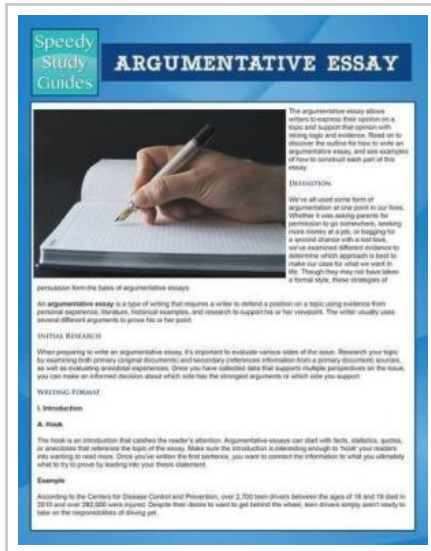 Speedy
Study
Guides
ARGUMENTATIVE ESSAY
The argumentative essay allows
writers to express their opinion on a
topic and support that opinion with
strong logic and evidence. Read on to
discover the outline for how to write an
argumentative essay, and see examples
of how to construct each part of this
essay.
DEFINITION
We've all used some form of
argumentation at one point in our lives.
Whether it was asking parents for
permission to go somewhere, seeking
more money at a job, or begging for
a second chance with a lost love,
we've examined different evidence to
determine which approach is best to
make our case for what we want in
life. Though they may not have taken
a formal style, these strategies of
persuasion form the basis of argumentative essays.
An argumentative essay is a type of writing that requires a writer to defend a position on a topic using evidence from
personal experience, literature, historical examples, and research to support his or her viewpoint. The writer usually uses
several different arguments to prove his or her point.
INITIAL RESEARCH
When preparing to write an argumentative essay, it's important to evaluate various sides of the issue. Research your topic
by examining both primary (original documents) and secondary (references information from a primary document) sources,
as well as evaluating anecdotal experiences. Once you have collected data that supports multiple perspectives on the issue,
you can make an informed decision about which side has the strongest arguments or which side you support.
WRITING FORMAT
I. Introduction
A. Hook
The hook is an introduction that catches the reader's attention. Argumentative essays can start with facts, statistics, quotes,
or anecdotes that reference the topic of the essay. Make sure the introduction is interesting enough to 'hook' your readers
into wanting to read more. Once you've written the first sentence, you want to connect the information to what you ultimately
what to try to prove by leading into your thesis statement.
Example
According to the Centers for Disease Control and Prevention, over 2,700 teen drivers between the ages of 16 and 19 died in
2010 and over 282,000 were injured. Despite their desire to want to get behind the wheel, teen drivers simply aren't ready to
take on the responsibilities of driving yet.